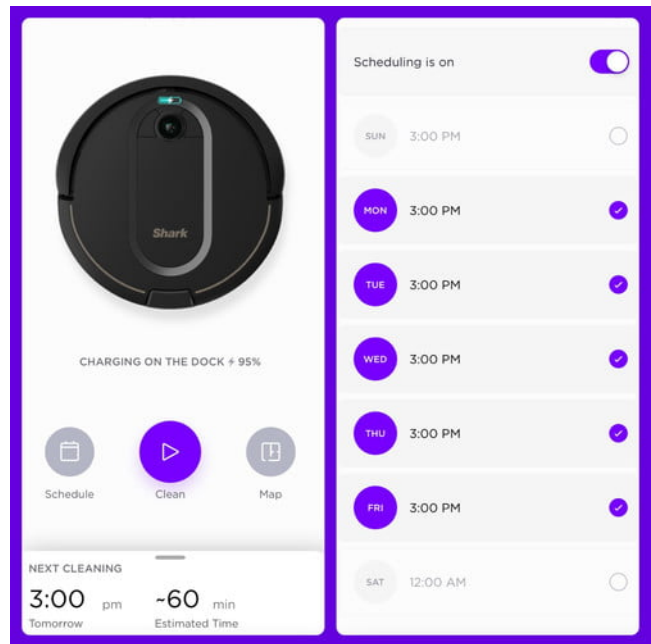 Shark
CHARGING ON THE DOCK 95%
Schedule
Clean
Map
NEXT CLEANING
3:00 pm
~60 min
Tomorrow
Estimated Time
Scheduling is on
SUN 3:00 PM
MON 3:00 PM
TUE 3:00 PM
WED 3:00 PM
THU 3:00 PM
FRI 3:00 PM
SAT 12:00 AM